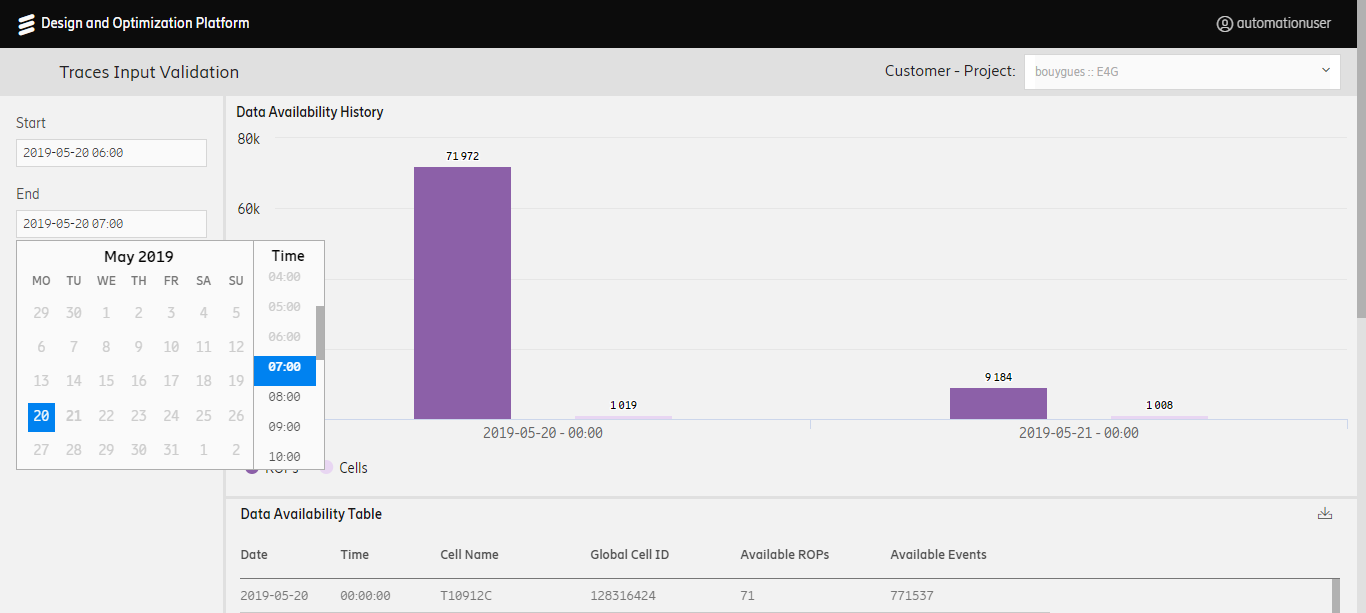 Design and Optimization Platform
automationuser
Traces Input Validation
Customer - Project:
bouygues :: E4G
Start
2019-05-20 06:00
End
2019-05-20 07:00
May 2019
MO TU WE TH FR SA SU
29 30 1 2 3 4 5
6 7 8 9 10 11 12
13 14 15 16 17 18 19
20 21 22 23 24 25 26
27 28 29 30 31 1 2
Time
04:00
05:00
06:00
07:00
08:00
09:00
10:00
Data Availability History
80k
60k
71 972
1 019
9 184
1 008
2019-05-20 - 00:00
2019-05-21 - 00:00
ROPs
Cells
Data Availability Table
Date Time Cell Name Global Cell ID Available ROPs Available Events
2019-05-20 00:00:00 T10912C 128316424 71 771537